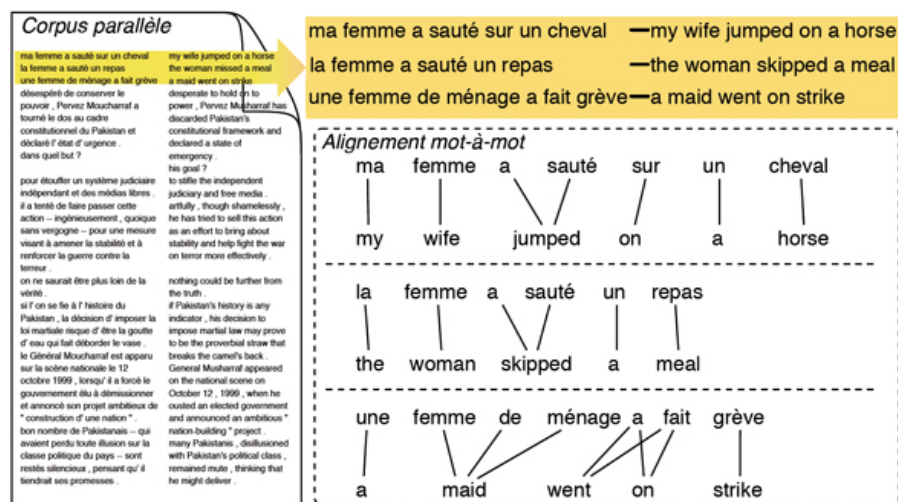 Corpus parallèle
ma femme a sauté sur un cheval
la femme a sauté un repas
une femme de ménage a fait grève
désespéré de conserver le
pouvoir , Pervez Moucharraf a
tourné le dos au cadre
constitutionnel du Pakistan et
déclaré l' état d' urgence .
dans quel but ?
pour étouffer un système judiciaire
indépendant et des médias libres .
il a tenté de faire passer cette
action -- ingénieusement , quoique
sans vergogne -- pour une mesure
visant à amener la stabilité et à
renforcer la guerre contre la
terreur .
on ne saurait être plus loin de la
vérité .
si l' on se fie à l' histoire du
Pakistan , la décision d' imposer la
loi martiale risque d' être la goutte
d' eau qui fait déborder le vase .
le Général Moucharraf est apparu
sur la scène nationale le 12
octobre 1999 , lorsqu' il a forcé le
gouvernement élu à démissionner
et annoncé son projet ambitieux de
" construction d' une nation " .
bon nombre de Pakistanais -- qui
avaient perdu toute illusion sur la
classe politique du pays -- sont
restés silencieux , pensant qu' il
tiendrait ses promesses .
my wife jumped on a horse
the woman missed a meal
a maid went on strike
desperate to hold on to
power , Pervez Musharraf has
discarded Pakistan's
constitutional framework and
declared a state of
emergency .
his goal ?
to stifle the independent
judiciary and free media .
artfully , though shamelessly ,
he has tried to sell this action
as an effort to bring about
stability and help fight the war
on terror more effectively .
nothing could be further from
the truth .
if Pakistan's history is any
indicator , his decision to
impose martial law may prove
to be the proverbial straw that
breaks the camel's back .
General Musharraf appeared
on the national scene on
October 12 , 1999 , when he
ousted an elected government
and announced an ambitious "
nation-building " project .
many Pakistanis , disillusioned
with Pakistan's political class ,
remained mute , thinking that
he might deliver .
ma femme a sauté sur un cheval — my wife jumped on a horse
la femme a sauté un repas — the woman skipped a meal
une femme de ménage a fait grève — a maid went on strike
Alignement mot-à-mot
ma femme a sauté sur un cheval
my wife jumped on a horse
la femme a sauté un repas
the woman skipped a meal
une femme de ménage a fait grève
a maid went on strike